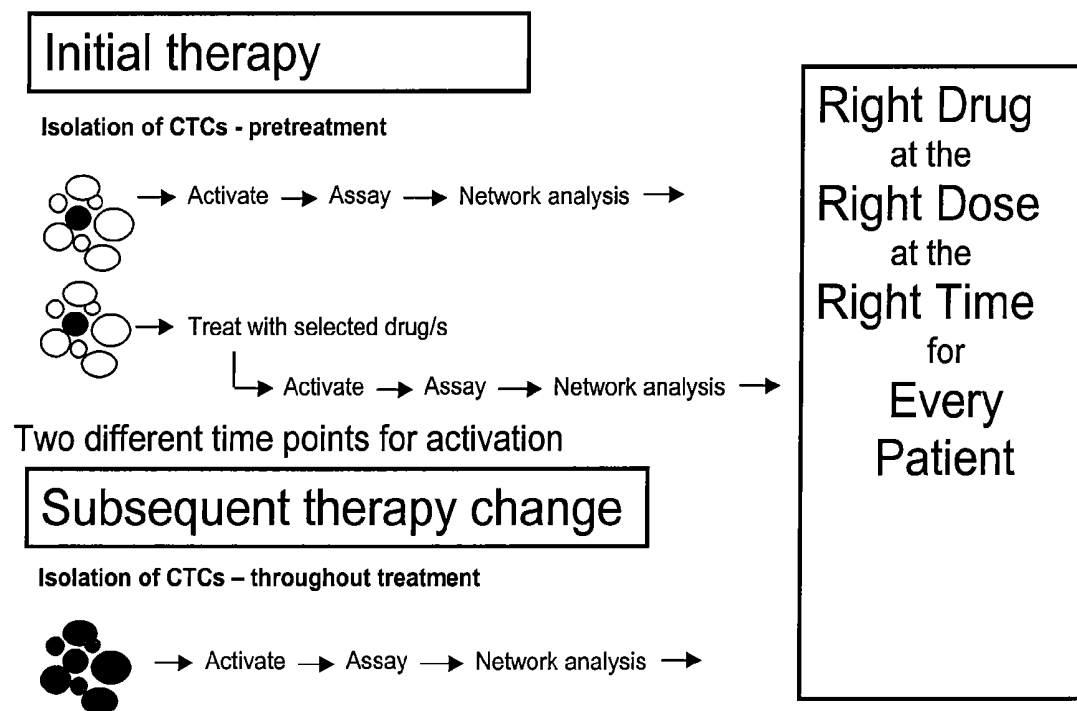 Initial therapy
Isolation of CTCs - pretreatment
Activate Assay Network analysis
Treat with selected drug/s
Activate Assay Network analysis
Two different time points for activation
Subsequent therapy change
Isolation of CTCs – throughout treatment
Activate Assay Network analysis
Right Drug
at the
Right Dose
at the
Right Time
for
Every
Patient